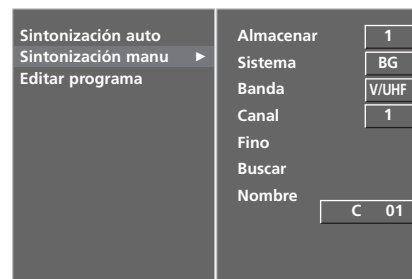 Sintonización auto
Sintonización manu ►
Editar programa
Almacenar 1
Sistema BG
Banda V/UHF
Canal 1
Fino
Buscar
Nombre
C 01